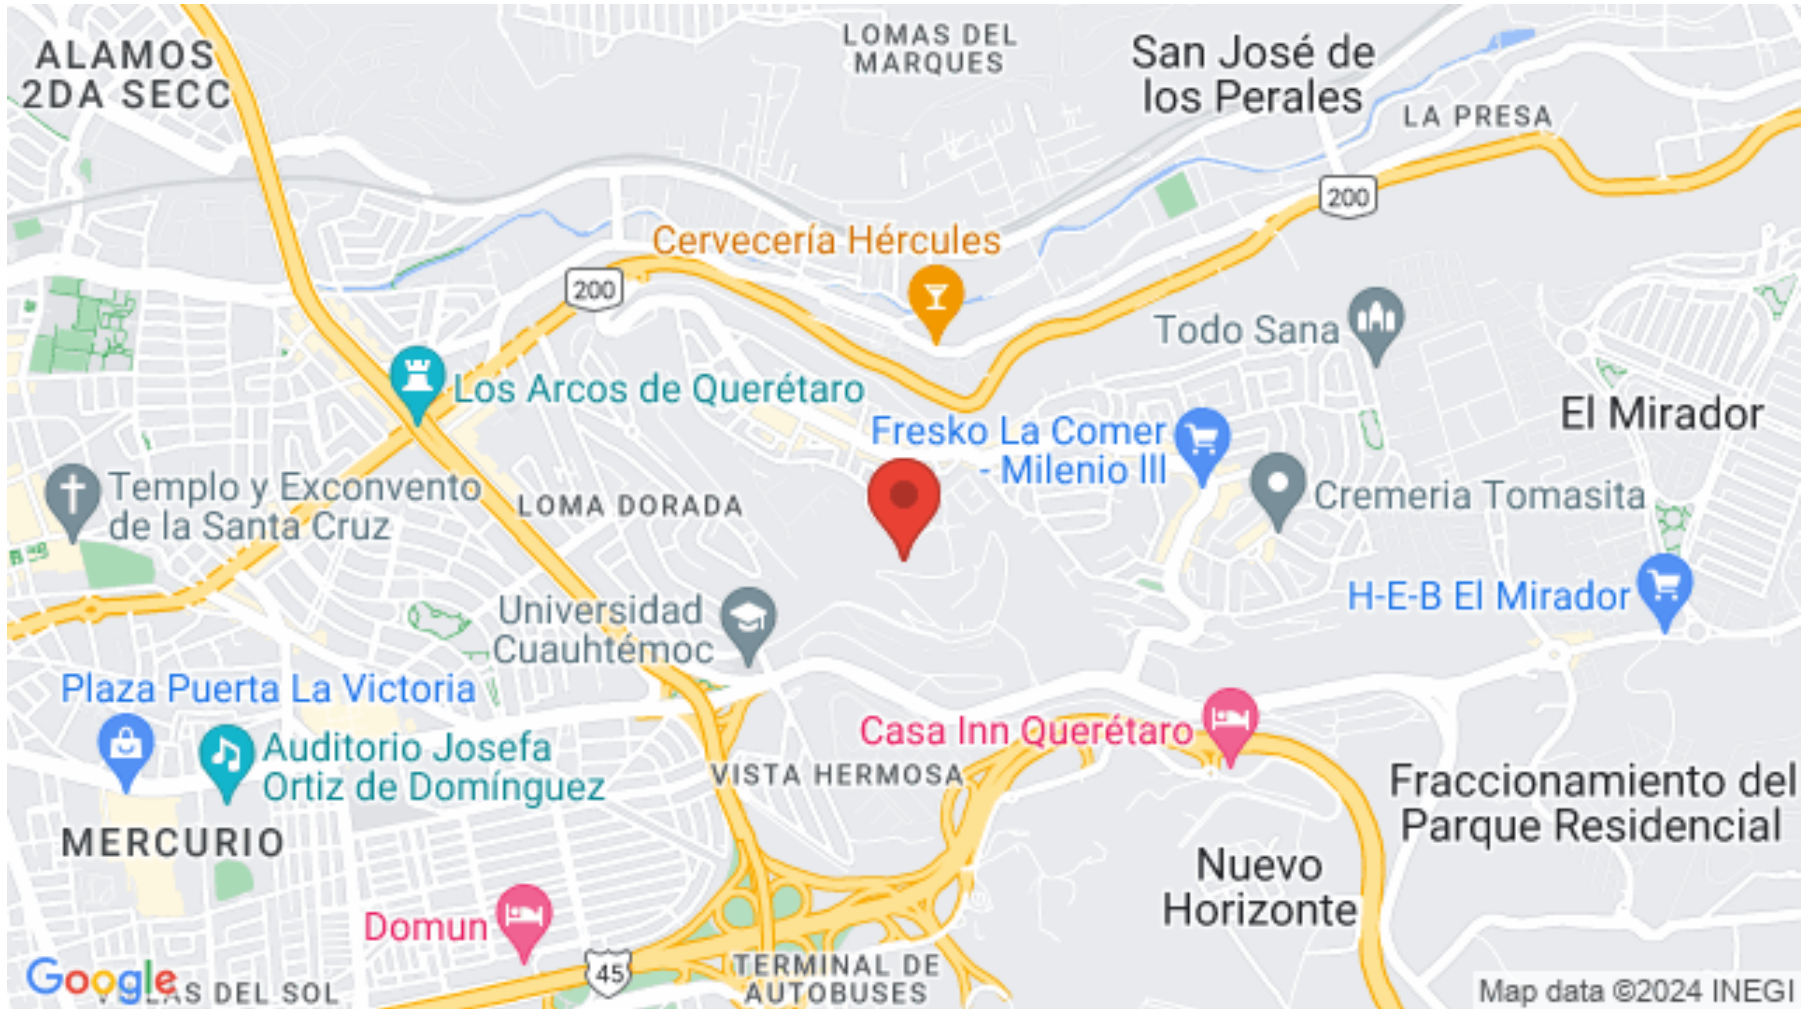 ALAMOS
2DA SECC
LOMAS DEL
MARQUES
San José de
los Perales
LA PRESA
200
Cervecería Hércules
200
Todo Sana
Los Arcos de Querétaro
El Mirador
Fresko La Comer
- Milenio III
Templo y Exconvento
de la Santa Cruz
LOMA DORADA
Cremeria Tomasita
Universidad
Cuauhtémoc
H-E-B El Mirador
Plaza Puerta La Victoria
Auditorio Josefa
Ortiz de Domínguez
Casa Inn Querétaro
VISTA HERMOSA
Fraccionamiento del
Parque Residencial
MERCURIO
Nuevo
Horizonte
Domun
45
TERMINAL DE
AUTOBUSES
Google
DEL SOL
Map data ©2024 INEGI